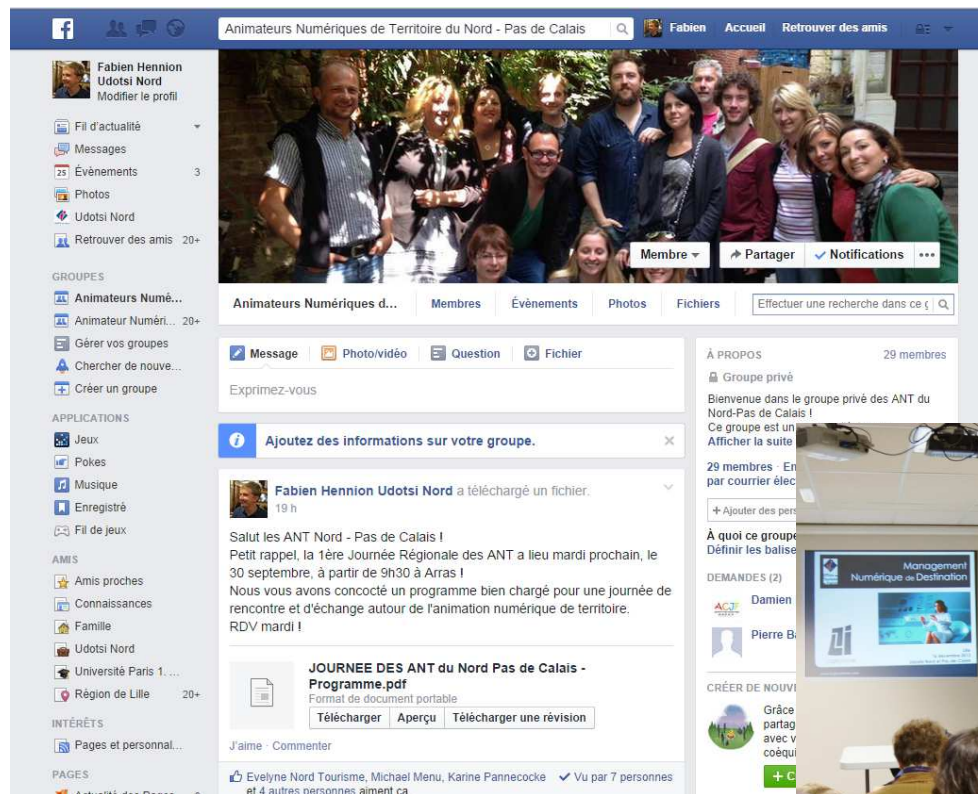 Animateurs Numériques de Territoire du Nord - Pas de Calais
Fabien
Accueil
Retrouver des amis
Fabien Hennion
Udotsi Nord
Modifier le profil
Fil d'actualité
Messages
25 Évènements 3
Photos
Udotsi Nord
Retrouver des amis 20+
GROUPES
Animateurs Numé...
Animateur Numéri... 20+
Gérer vos groupes
Chercher de nouve...
Créer un groupe
APPLICATIONS
Jeux
Pokes
Musique
Enregistré
Fil de jeux
AMIS
Amis proches
Connaissances
Famille
Udotsi Nord
Université Paris 1. ...
Région de Lille 20+
INTÉRÊTS
Pages et personnal...
PAGES
Membre
Partager
Notifications
Animateurs Numériques d...
Membres
Évènements
Photos
Fichiers
Effectuer une recherche dans ce g
Message
Photo/vidéo
Question
Fichier
Exprimez-vous
Ajoutez des informations sur votre groupe.
Fabien Hennion Udotsi Nord a téléchargé un fichier.
19 h
Salut les ANT Nord - Pas de Calais !
Petit rappel, la 1ère Journée Régionale des ANT a lieu mardi prochain, le
30 septembre, à partir de 9h30 à Arras !
Nous vous avons concocté un programme bien chargé pour une journée de
rencontre et d'échange autour de l'animation numérique de territoire.
RDV mardi !
JOURNEE DES ANT du Nord Pas de Calais -
Programme.pdf
Format de document portable
Télécharger
Aperçu
Télécharger une révision
J'aime · Commenter
Evelyne Nord Tourisme, Michael Menu, Karine Pannecocke
et 4 autres personnes aiment ça
Vu par 7 personnes
À PROPOS
29 membres
Groupe privé
Bienvenue dans le groupe privé des ANT du
Nord-Pas de Calais !
Ce groupe est un
Afficher la suite
29 membres · En
par courrier élec
+ Ajouter des pers
À quoi ce groupe
Définir les balise
DEMANDES (2)
ACJF
Damien
Pierre Ba
CRÉER DE NOUV
Grâce
partag
avec v
coéqui
+ C
Management
Numérique de Destination